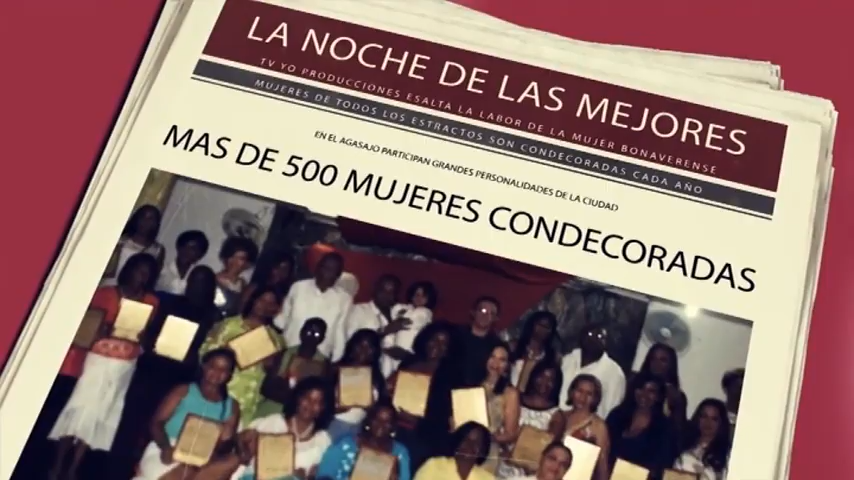 LA NOCHE DE LAS MEJORES
TV YO PRODUCCIONES ESALTA LA LABOR DE LA MUJER BONAVERENSE
MUJERES DE TODOS LOS ESTRACTOS SON CONDECORADAS CADA AÑO
EN EL AGASAJO PARTICIPAN GRANDES PERSONALIDADES DE LA CIUDAD
MAS DE 500 MUJERES CONDECORADAS